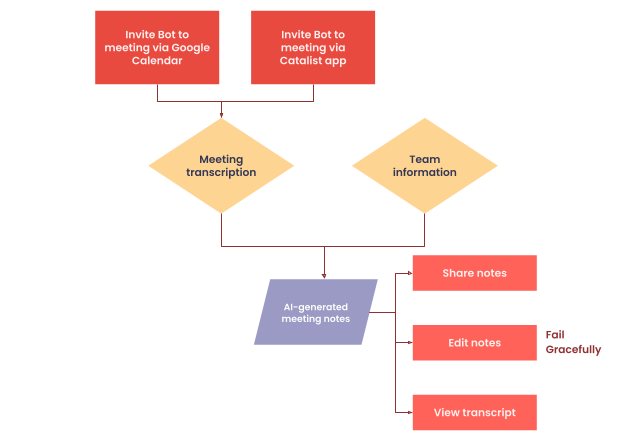 Invite Bot to
meeting via Google
Calendar
Invite Bot to
meeting via
Catalist app
Meeting
transcription
Team
information
AI-generated
meeting notes
Share notes
Edit notes
Fail
Gracefully
View transcript